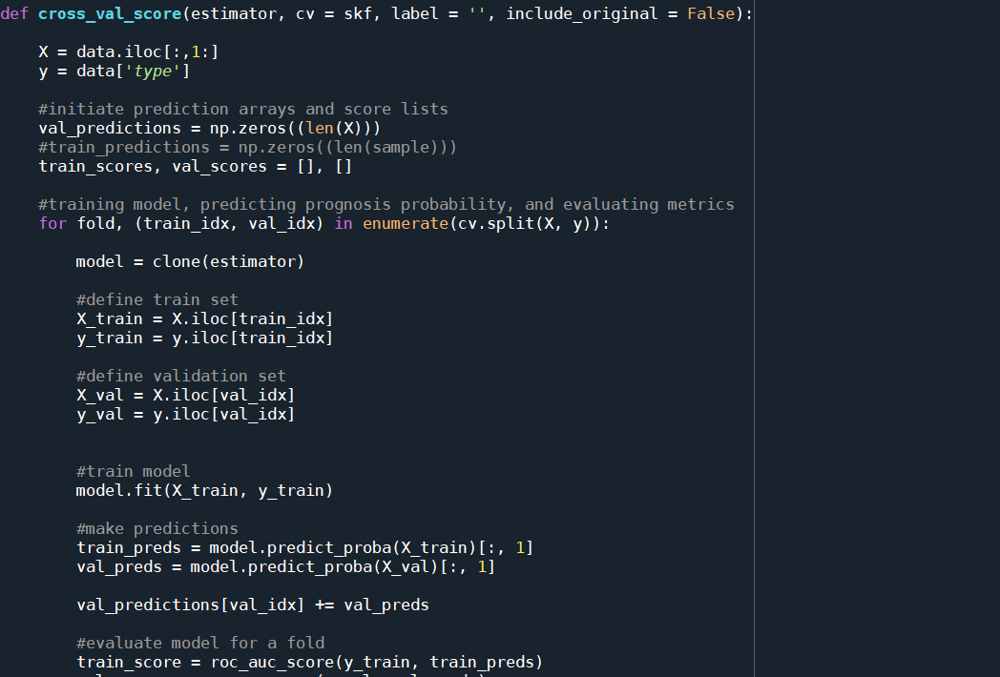 def cross_val_score(estimator, cv = skf, label = '', include_original = False):
X = data.iloc[:,1:]
y = data['type']
#initiate prediction arrays and score lists
val_predictions = np.zeros((len(X)))
#train_predictions = np.zeros((len(sample)))
train_scores, val_scores = [], []
#training model, predicting prognosis probability, and evaluating metrics
for fold, (train_idx, val_idx) in enumerate(cv.split(X, y)):
model = clone(estimator)
#define train set
X_train = X.iloc[train_idx]
y_train = y.iloc[train_idx]
#define validation set
X_val = X.iloc[val_idx]
y_val = y.iloc[val_idx]
#train model
model.fit(X_train, y_train)
#make predictions
train_preds = model.predict_proba(X_train)[:, 1]
val_preds = model.predict_proba(X_val)[:, 1]
val_predictions[val_idx] += val_preds
#evaluate model for a fold
train_score = roc_auc_score(y_train, train_preds)